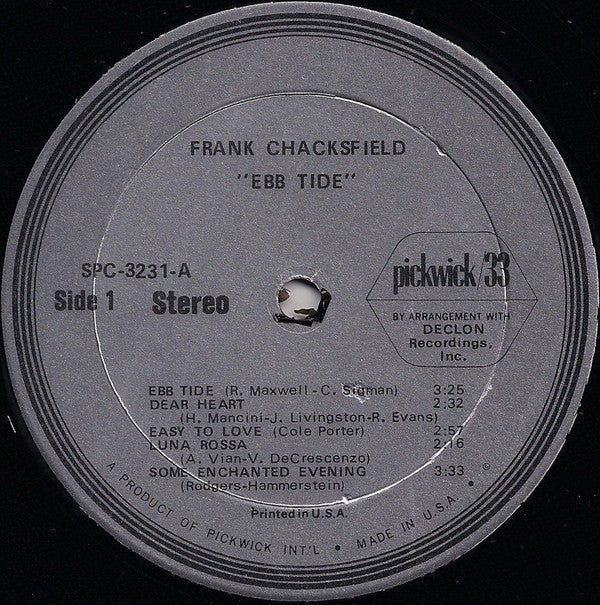 FRANK CHACKSFIELD
"EBB TIDE"
SPC-3231-A
Side 1 Stereo
pickwick/33
BY ARRANGEMENT WITH
DECLON
Recordings,
Inc.
EBB TIDE (R. Maxwell-C. Sigman) 3:25
DEAR HEART 2:32
(H. Mancini-J. Livingston-R. Evans)
EASY TO LOVE (Cole Porter) 2:57
LUNA ROSSA 2:16
(A. Vian-V. DeCrescenzo)
SOME ENCHANTED EVENING 3:33
(Rodgers-Hammerstein)
Printed in U.S.A.
A PRODUCT OF PICKWICK INT'L • MADE IN U.S.A. • ©